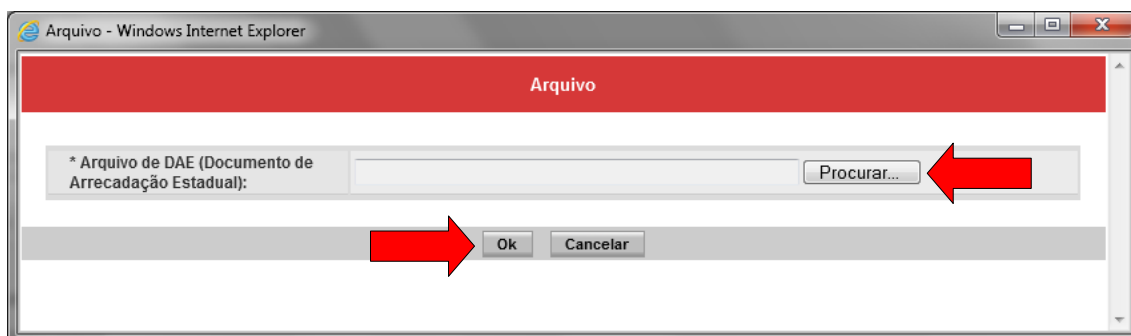 Arquivo - Windows Internet Explorer
Arquivo
* Arquivo de DAE (Documento de
Arrecadação Estadual):
Procurar...
Ok Cancelar